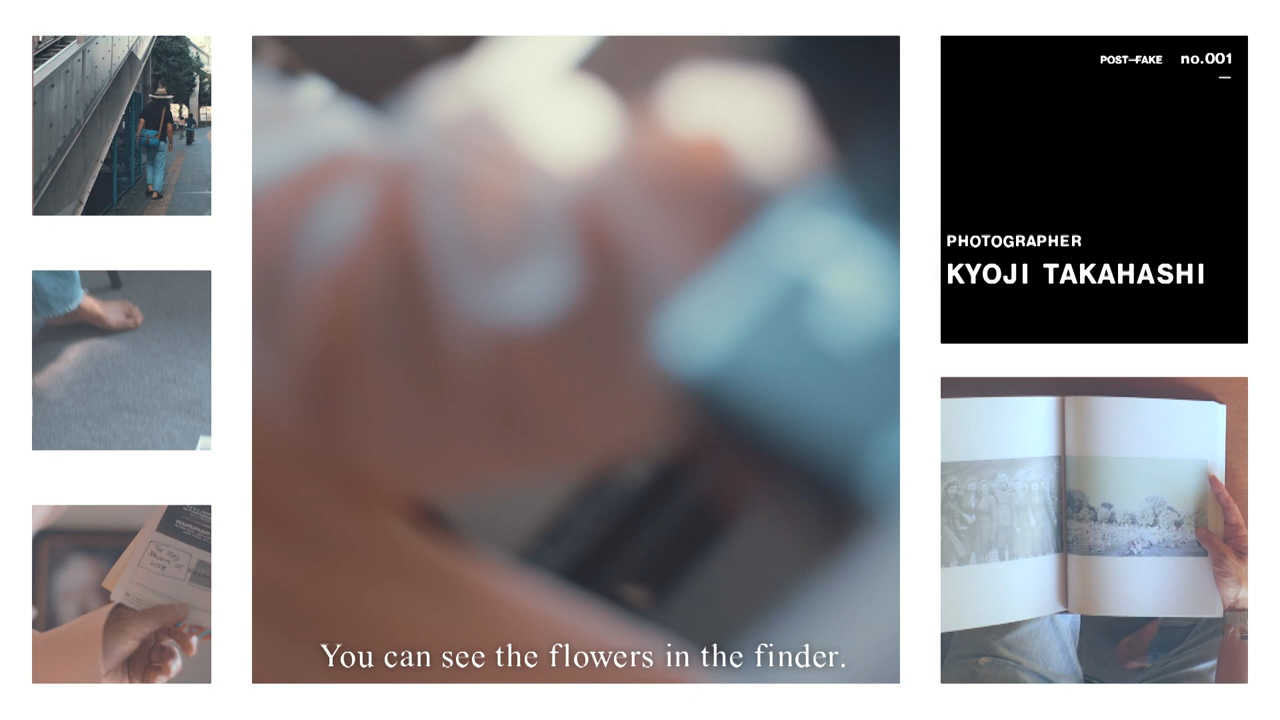 POST-FAKE no.001
PHOTOGRAPHER
KYOJI TAKAHASHI
You can see the flowers in the finder.